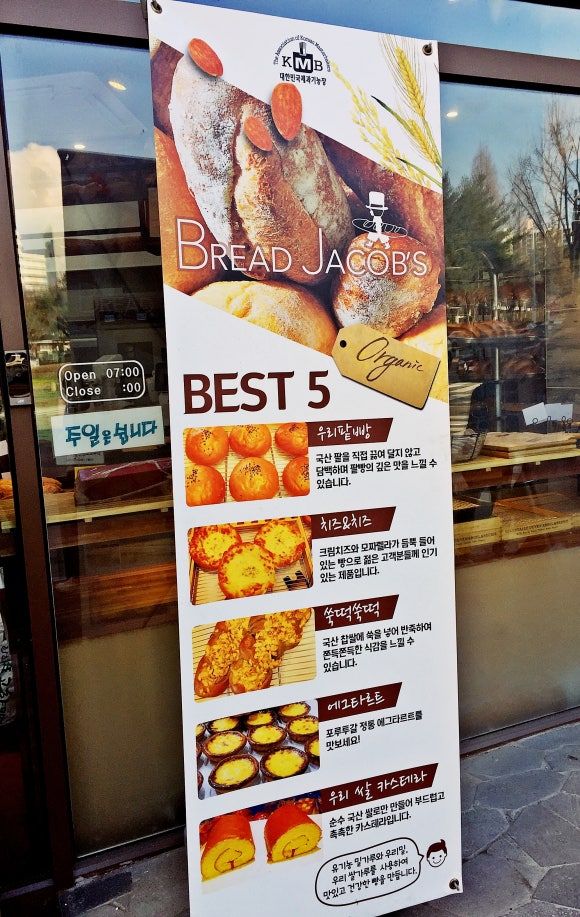 The Association of Korean Masterbakers
KMB
대한민국제과기능장
BREAD JACOB'S
Organic
BEST 5
Open 07:00
Close :00
주일은 쉽니다
우리팥빵
국산 팥을 직접 끓여 달지 않고
담백하며 팥빵의 깊은 맛을 느낄 수
있습니다.
치즈&치즈
크림치즈와 모짜렐라가 듬뿍 들어
있는 빵으로 젊은 고객분들께 인기
있는 제품입니다.
쑥떡쑥떡
국산 찹쌀에 쑥을 넣어 반죽하여
쫀득쫀득한 식감을 느낄 수
있습니다.
에그타르트
포루투갈 정통 에그타르트를
맛보세요!
우리 쌀 카스테라
순수 국산 쌀로만 만들어 부드럽고
촉촉한 카스테라입니다.
유기농 밀가루와 우리밀,
우리 쌀가루를 사용하여
맛있고 건강한 빵을 만듭니다.